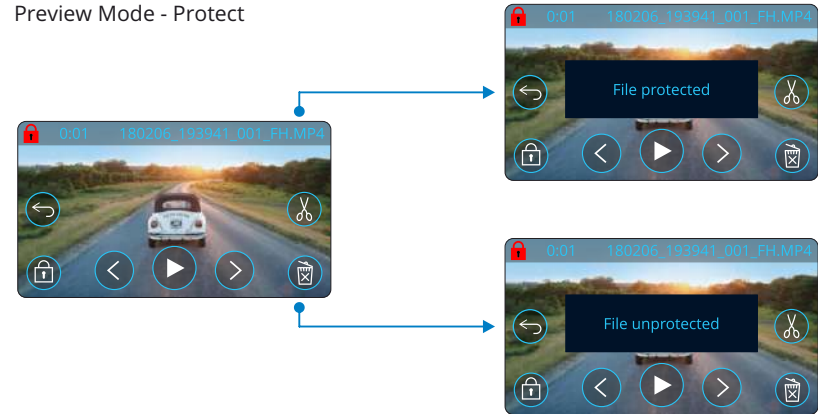 Preview Mode - Protect
0:01 180206_193941_001_FH.MP4
0:01 180206_193941_001_FH.MP4
File protected
0:01 180206_193941_001_FH.MP4
File unprotected